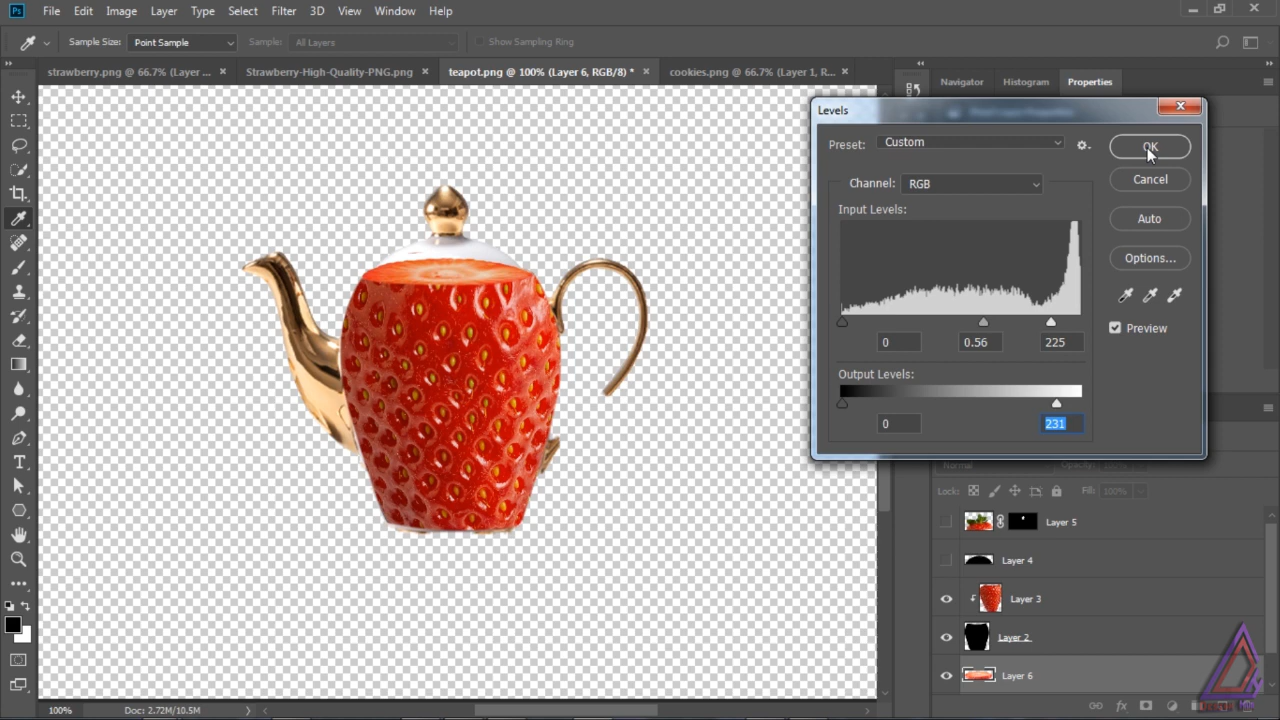 Ps File Edit Image Layer Type Select Filter 3D View Window Help
Sample Size: Point Sample Sample: All Layers Show Sampling Ring
strawberry.png @ 66.7% (Layer ... × Strawberry-High-Quality-PNG.png × teapot.png @ 100% (Layer 6, RGB/8) * × cookies.png @ 66.7% (Layer 1, R... ×
Navigator Histogram Properties
Levels
Preset: Custom
OK
Channel: RGB
Cancel
Input Levels:
Auto
Options...
Preview
0 0.56 225
Output Levels:
0 231
Normal Opacity: 100%
Lock: Fill: 100%
Layer 5
Layer 4
Layer 3
Layer 2
Layer 6
100% Doc: 2.72M/10.5M